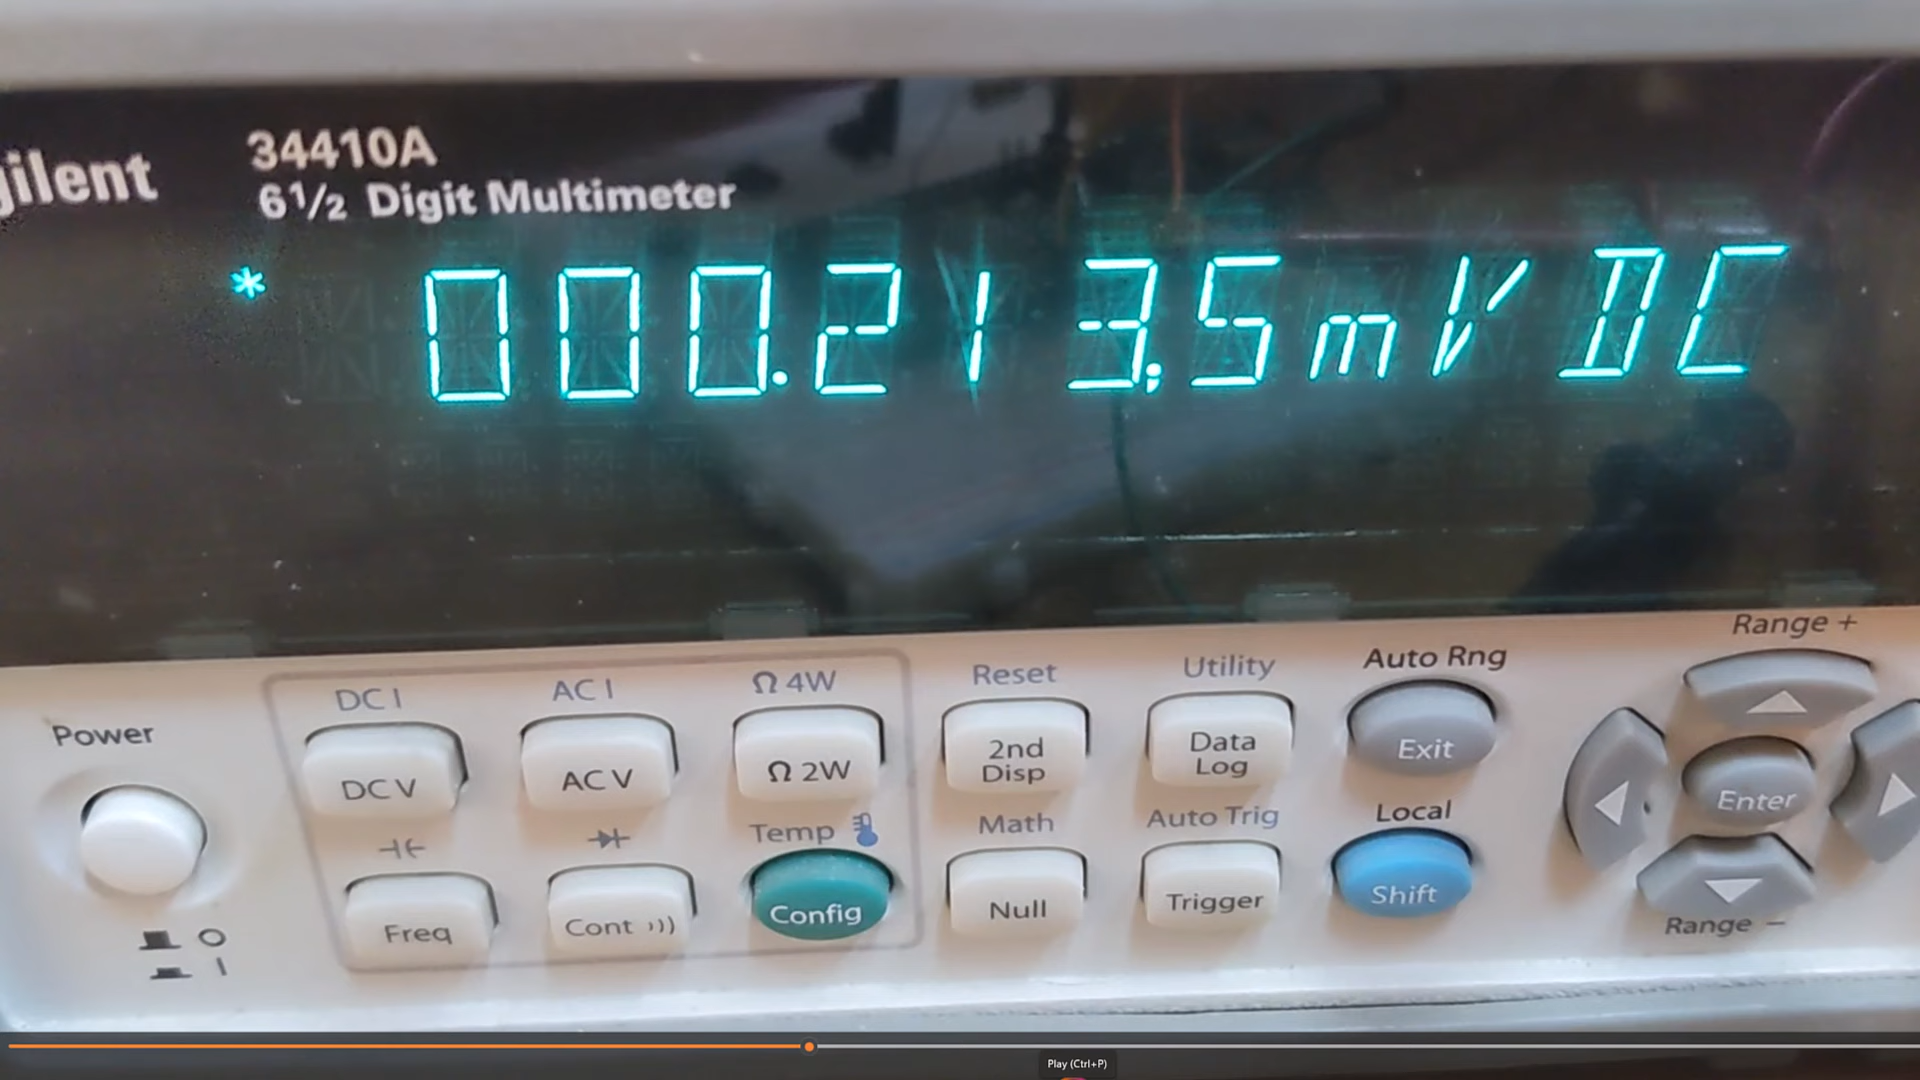 gilent
34410A
6½ Digit Multimeter
* 000.213,5 mV DC
Power
DC I
DC V
AC I
AC V
Ω 4W
Ω 2W
Reset
2nd
Disp
Utility
Data
Log
Auto Rng
Exit
Range +
Freq
Cont )))
Temp
Config
Math
Null
Auto Trig
Trigger
Local
Shift
Enter
Range −
Play (Ctrl+P)